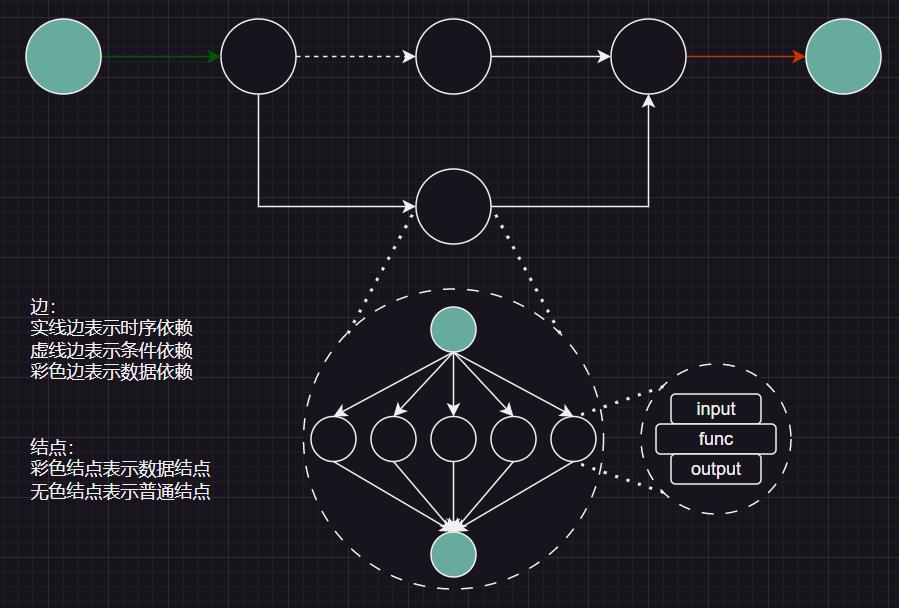 边：
实线边表示时序依赖
虚线边表示条件依赖
彩色边表示数据依赖
结点：
彩色结点表示数据结点
无色结点表示普通结点
input
func
output